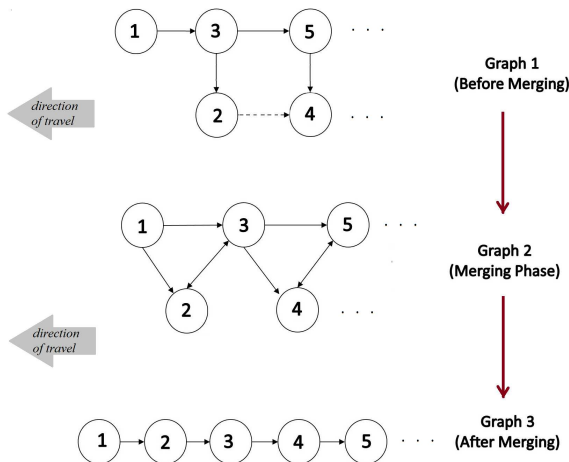 1 3 5 . . .
Graph 1
(Before Merging)
direction
of travel
2 4 . . .
1 3 5 . . .
Graph 2
(Merging Phase)
2 4 . . .
direction
of travel
Graph 3
(After Merging)
1 2 3 4 5 . . .